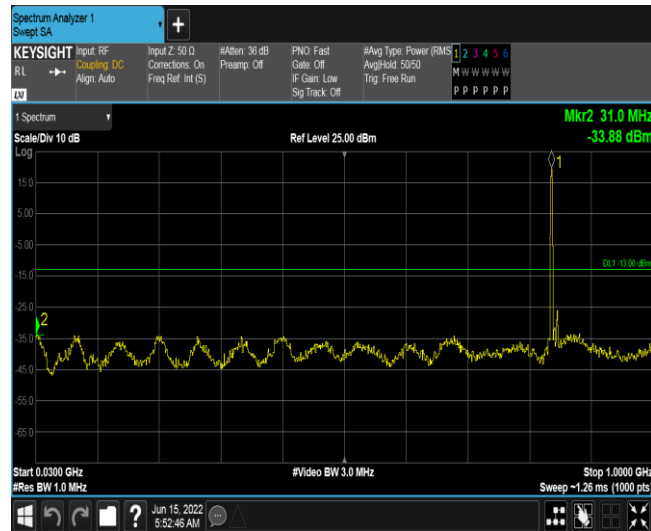 Spectrum Analyzer 1
Swept SA
+
KEYSIGHT
RL
LXI
Input: RF
Coupling: DC
Align: Auto
Input Z: 50 Ω
Corrections: On
Freq Ref: Int (S)
#Atten: 36 dB
Preamp: Off
PNO: Fast
Gate: Off
IF Gain: Low
Sig Track: Off
#Avg Type: Power (RMS
Avg|Hold: 50/50
Trig: Free Run
1 2 3 4 5 6
M W W W W W
P P P P P P
1 Spectrum
Mkr2 31.0 MHz
Scale/Div 10 dB
Ref Level 25.00 dBm
-33.88 dBm
Log
1
15.0
5.00
-5.00
DL1 -13.00 dBm
-15.0
-25.0
2
-35.0
-45.0
-55.0
-65.0
Start 0.0300 GHz
#Video BW 3.0 MHz
Stop 1.0000 GHz
#Res BW 1.0 MHz
Sweep ~1.26 ms (1000 pts)
?
Jun 15, 2022
5:52:46 AM